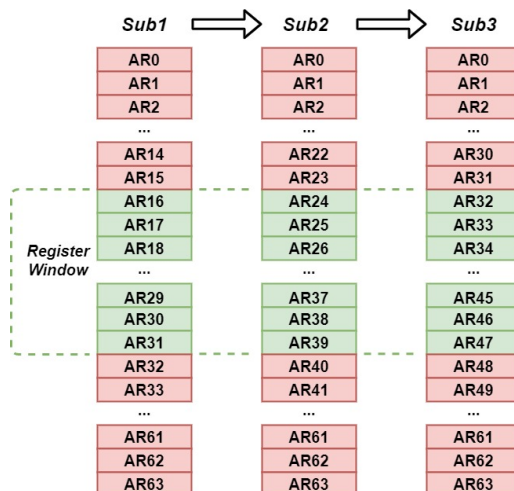 Sub1 Sub2 Sub3
AR0 AR0 AR0
AR1 AR1 AR1
AR2 AR2 AR2
... ... ...
AR14 AR22 AR30
AR15 AR23 AR31
AR16 AR24 AR32
AR17 AR25 AR33
AR18 AR26 AR34
Register
Window
... ... ...
AR29 AR37 AR45
AR30 AR38 AR46
AR31 AR39 AR47
AR32 AR40 AR48
AR33 AR41 AR49
... ... ...
AR61 AR61 AR61
AR62 AR62 AR62
AR63 AR63 AR63